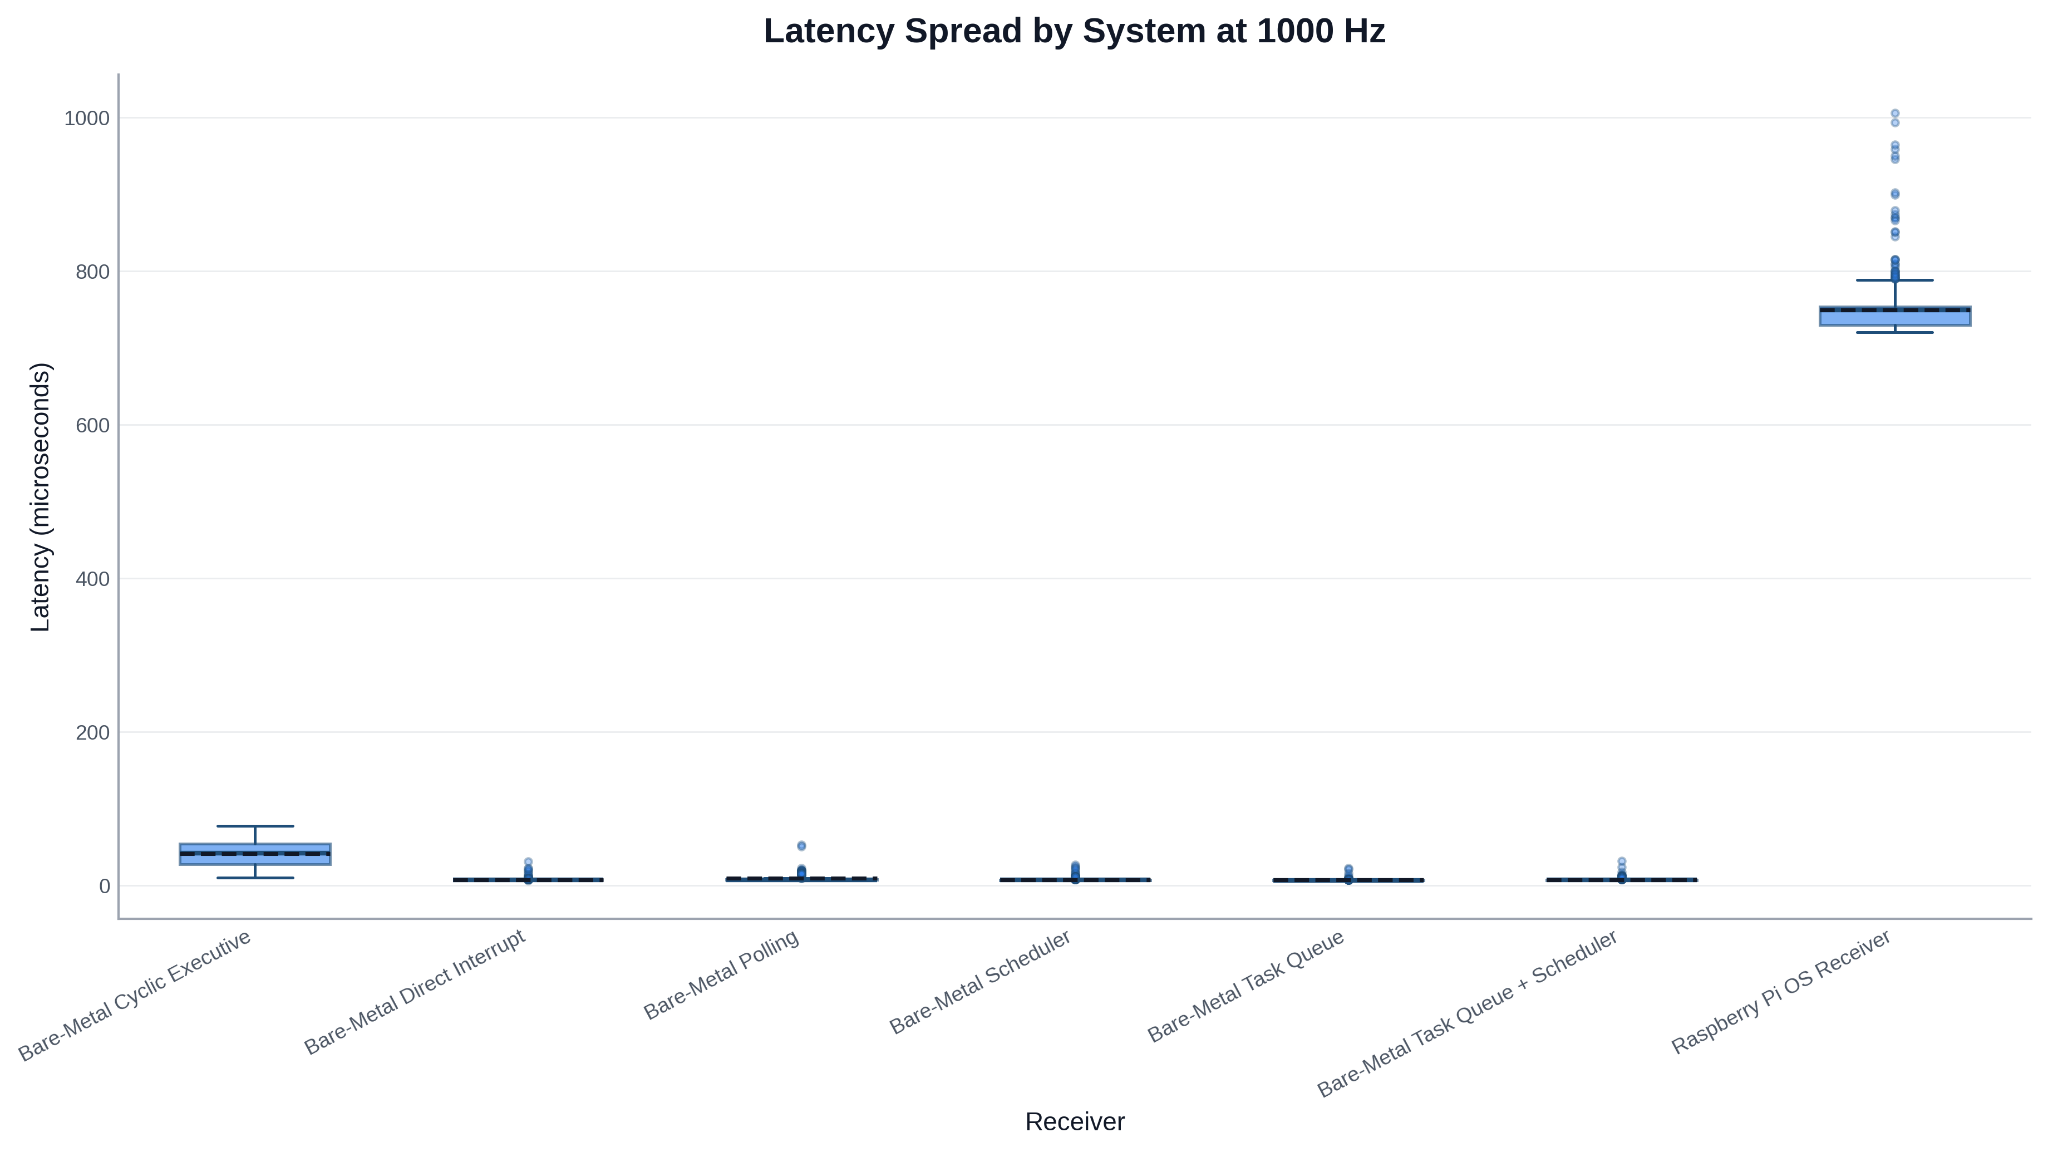 Latency Spread by System at 1000 Hz
Latency (microseconds)
1000
800
600
400
200
0
Bare-Metal Cyclic Executive
Bare-Metal Direct Interrupt
Bare-Metal Polling
Bare-Metal Scheduler
Bare-Metal Task Queue
Bare-Metal Task Queue + Scheduler
Raspberry Pi OS Receiver
Receiver